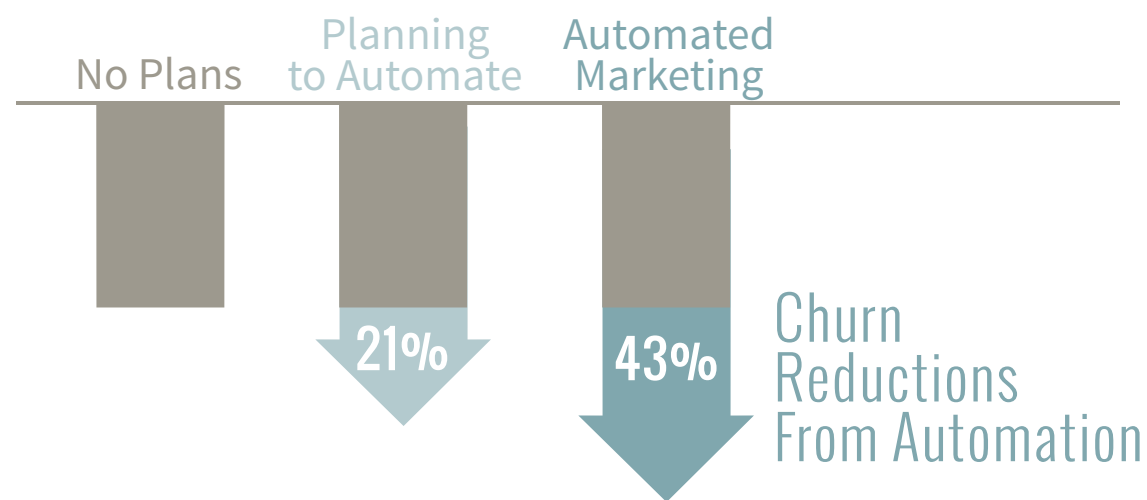 No Plans
Planning
to Automate
Automated
Marketing
21%
43%
Churn
Reductions
From Automation